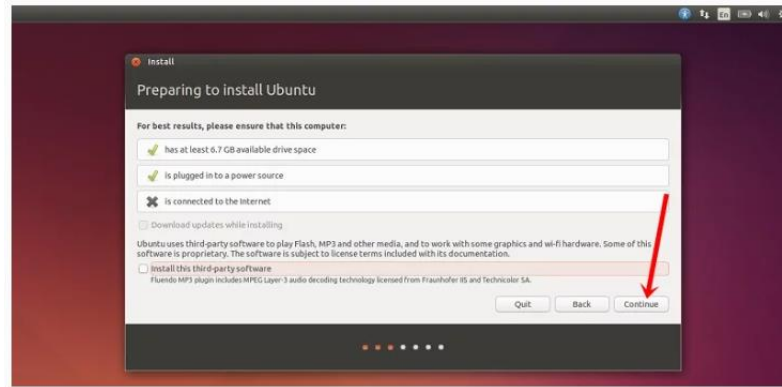 En
Install
Preparing to install Ubuntu
For best results, please ensure that this computer:
has at least 6.7 GB available drive space
is plugged in to a power source
is connected to the Internet
Download updates while installing
Ubuntu uses third-party software to play Flash, MP3 and other media, and to work with some graphics and wi-fi hardware. Some of this
software is proprietary. The software is subject to license terms included with its documentation.
Install this third-party software
Fluendo MP3 plugin includes MPEG Layer-3 audio decoding technology licensed from Fraunhofer IIS and Technicolor SA.
Quit Back Continue